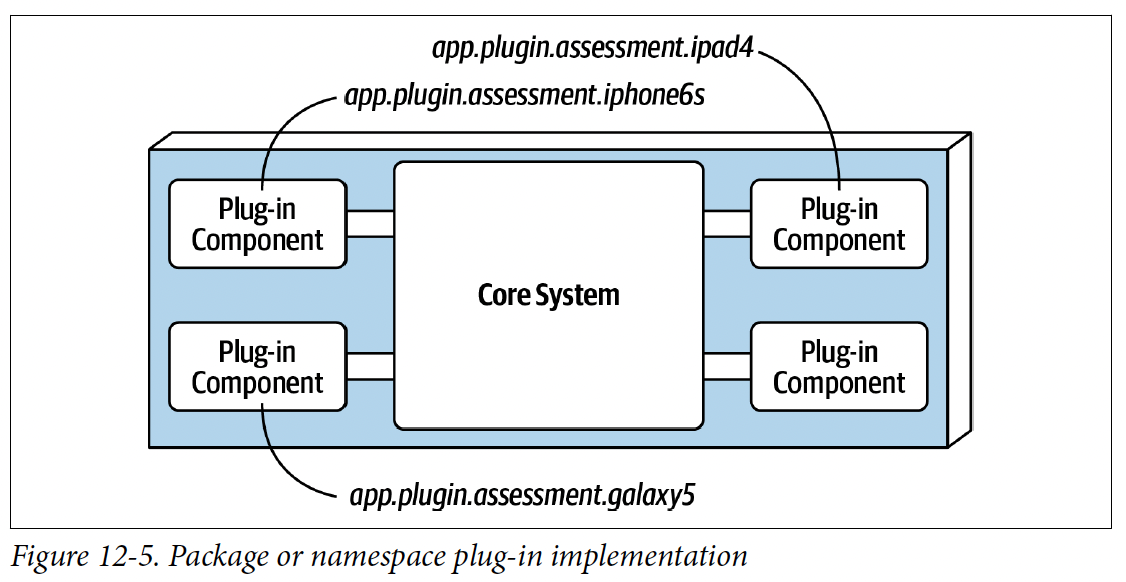 app.plugin.assessment.ipad4
app.plugin.assessment.iphone6s
Plug-in
Component
Plug-in
Component
Core System
Plug-in
Component
Plug-in
Component
app.plugin.assessment.galaxy5
Figure 12-5. Package or namespace plug-in implementation